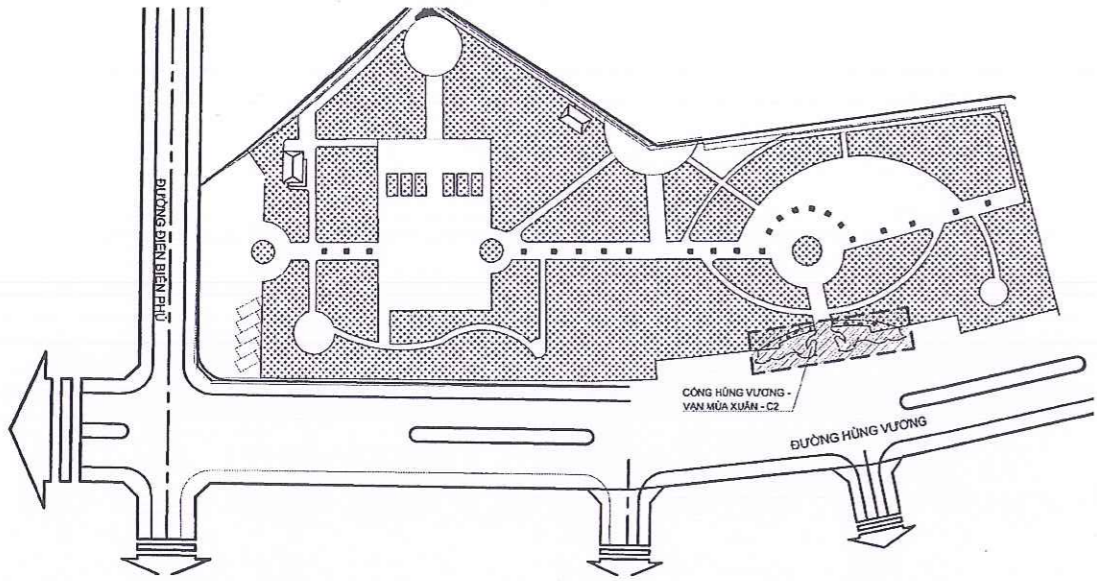 ĐƯỜNG ĐIỆN BIÊN PHỦ
CỔNG HÙNG VƯƠNG -
VẠN MÙA XUÂN - C2
ĐƯỜNG HÙNG VƯƠNG